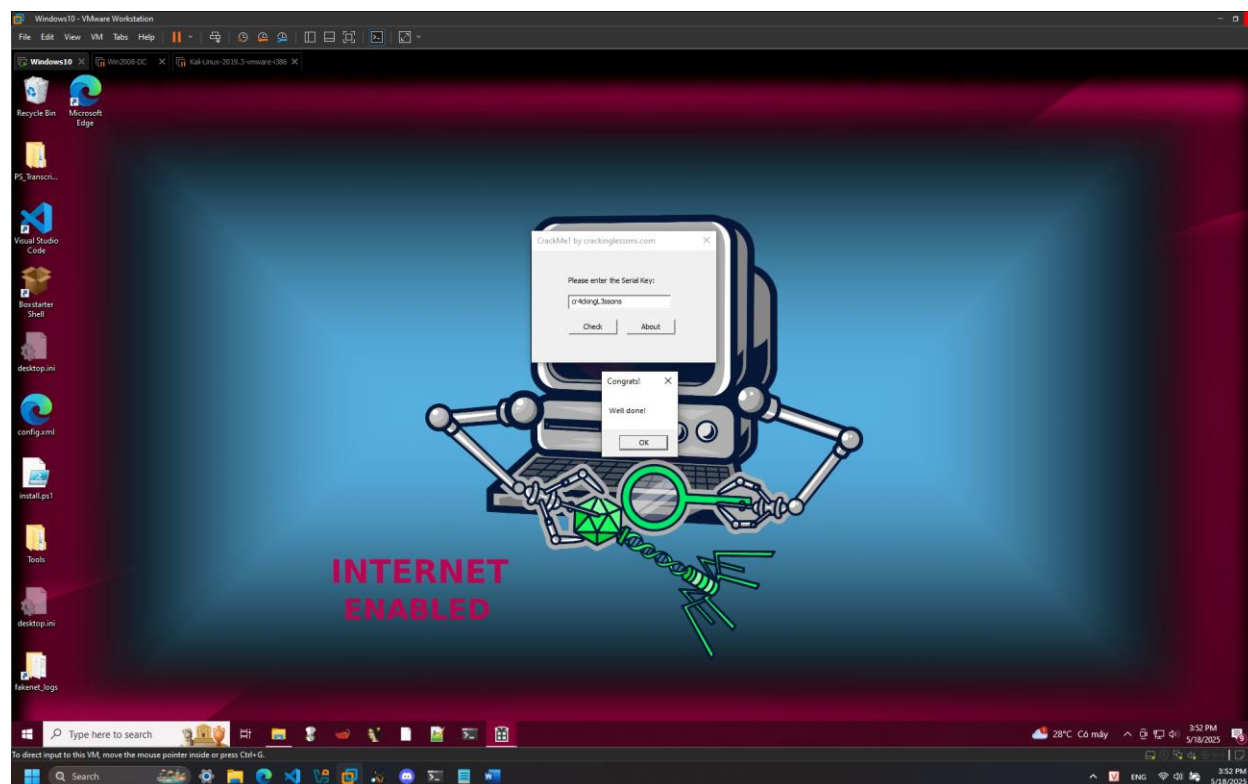 Windows10 - VMware Workstation
File Edit View VM Tabs Help
Windows10 Win2008-DC Kali-Linux-2019.3-vmware-i386
Recycle Bin
Microsoft
Edge
PS_Transcri...
Visual Studio
Code
Boxstarter
Shell
desktop.ini
config.xml
install.ps1
Tools
desktop.ini
fakenet_logs
CrackMe1 by crackinglessons.com
Please enter the Serial Key:
cr4ckingL3ssons
Check About
Congrats!
Well done!
OK
INTERNET
ENABLED
Type here to search
28°C Có mây
3:52 PM
5/18/2025
To direct input to this VM, move the mouse pointer inside or press Ctrl+G.
Search
ENG
3:52 PM
5/18/2025